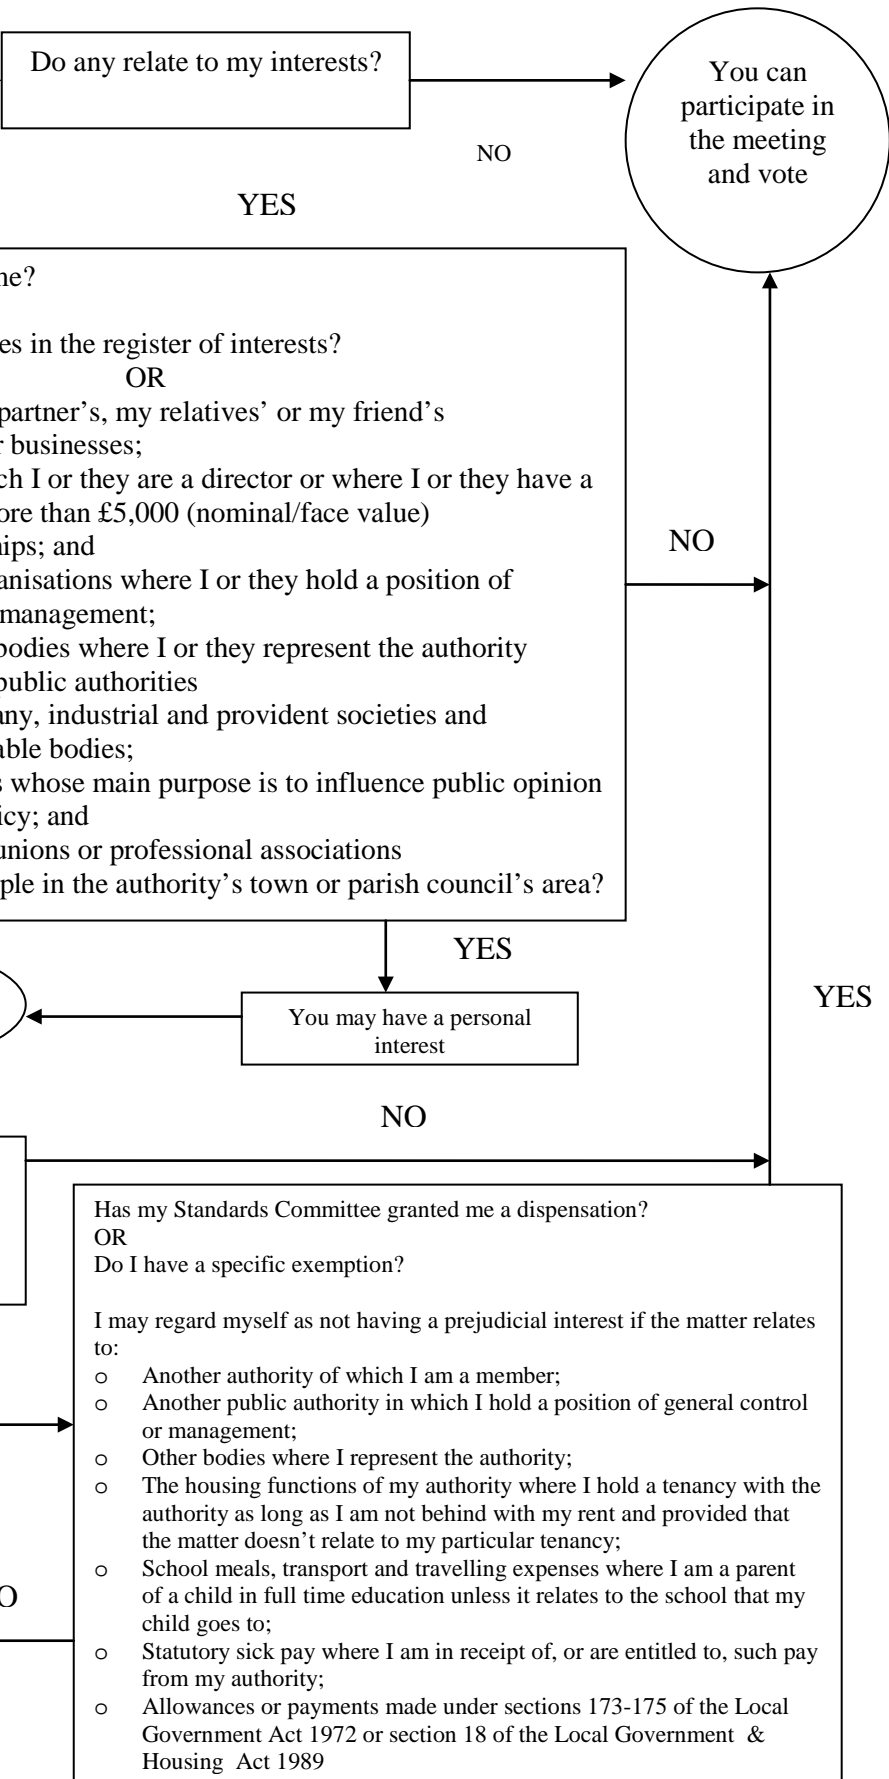 Do any relate to my interests?
You can
participate in
the meeting
and vote
NO
YES
ne?
es in the register of interests?
OR
partner's, my relatives' or my friend's
r businesses;
ch I or they are a director or where I or they have a
ore than £5,000 (nominal/face value)
hips; and
anisations where I or they hold a position of
management;
bodies where I or they represent the authority
public authorities
any, industrial and provident societies and
able bodies;
s whose main purpose is to influence public opinion
icy; and
unions or professional associations
ple in the authority's town or parish council's area?
NO
YES
YES
You may have a personal
interest
NO
Has my Standards Committee granted me a dispensation?
OR
Do I have a specific exemption?
I may regard myself as not having a prejudicial interest if the matter relates
to:
o Another authority of which I am a member;
o Another public authority in which I hold a position of general control
or management;
o Other bodies where I represent the authority;
o The housing functions of my authority where I hold a tenancy with the
authority as long as I am not behind with my rent and provided that
the matter doesn't relate to my particular tenancy;
o School meals, transport and travelling expenses where I am a parent
of a child in full time education unless it relates to the school that my
child goes to;
o Statutory sick pay where I am in receipt of, or are entitled to, such pay
from my authority;
o Allowances or payments made under sections 173-175 of the Local
Government Act 1972 or section 18 of the Local Government &
Housing Act 1989
O